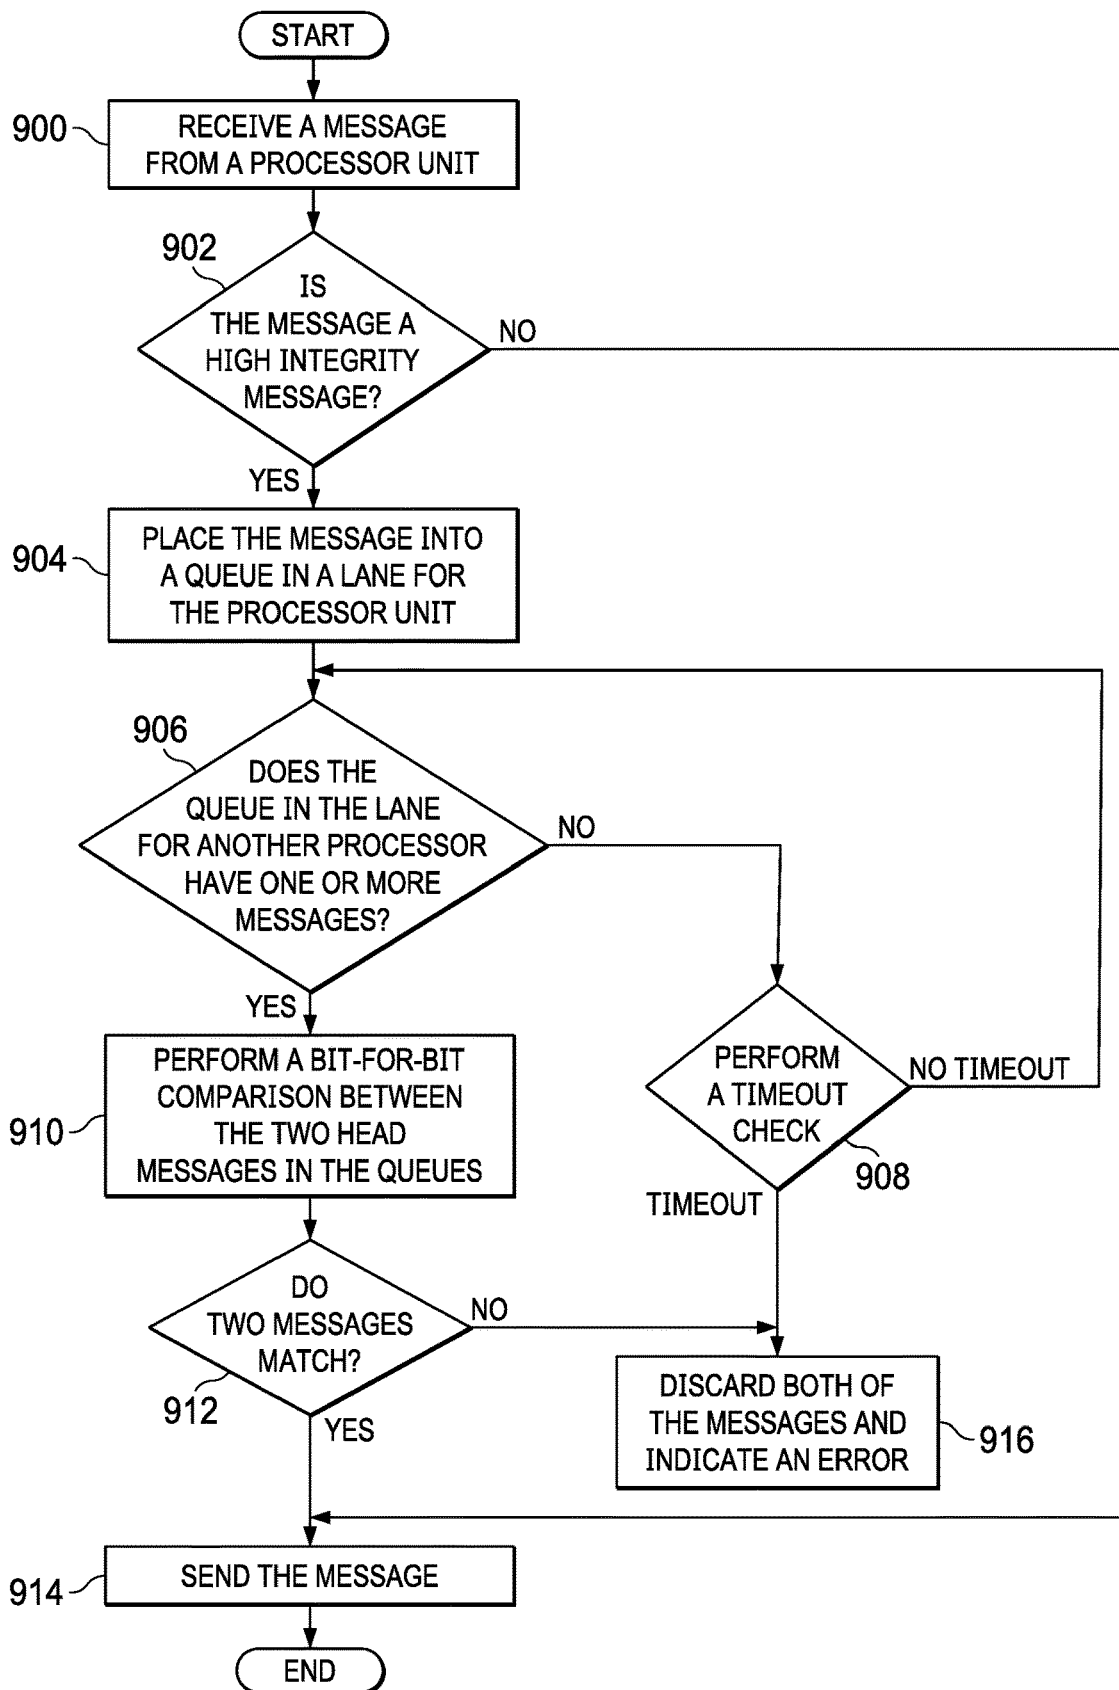 START
900
RECEIVE A MESSAGE
FROM A PROCESSOR UNIT
902
IS
THE MESSAGE A
HIGH INTEGRITY
MESSAGE?
NO
YES
904
PLACE THE MESSAGE INTO
A QUEUE IN A LANE FOR
THE PROCESSOR UNIT
906
DOES THE
QUEUE IN THE LANE
FOR ANOTHER PROCESSOR
HAVE ONE OR MORE
MESSAGES?
NO
YES
PERFORM
A TIMEOUT
CHECK
NO TIMEOUT
908
TIMEOUT
910
PERFORM A BIT-FOR-BIT
COMPARISON BETWEEN
THE TWO HEAD
MESSAGES IN THE QUEUES
DO
TWO MESSAGES
MATCH?
NO
912
YES
DISCARD BOTH OF
THE MESSAGES AND
INDICATE AN ERROR
916
914
SEND THE MESSAGE
END